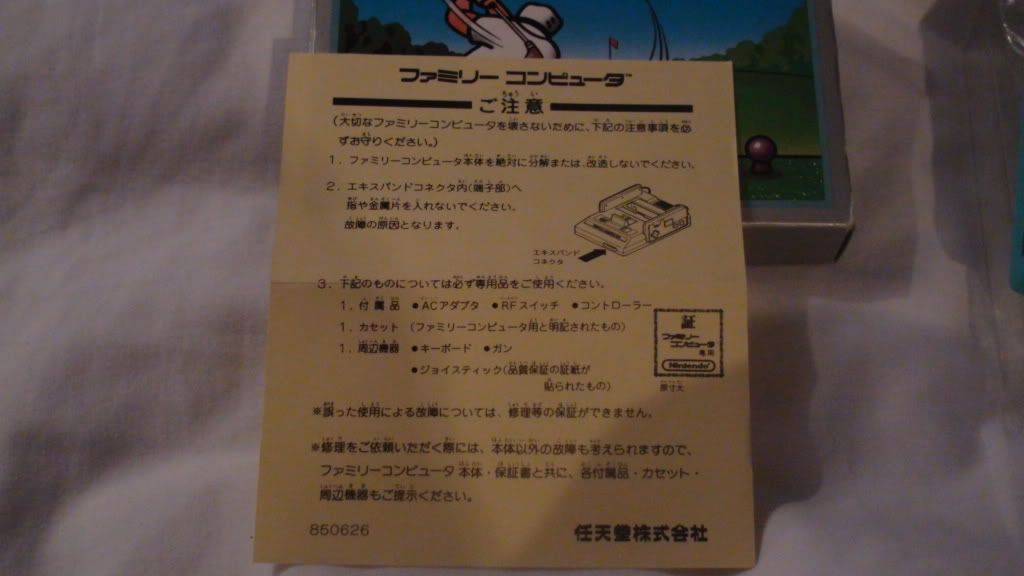 ファミリー コンピュータ™
ご注意
(大切なファミリーコンピュータを壊さないために、下記の注意事項を必
ずお守りください。)
1. ファミリーコンピュータ本体を絶対に分解または、改造しないでください。
2. エキスパンドコネクタ内(端子部)へ
指や金属片を入れないでください。
故障の原因となります。
エキスパンド
コネクタ
3. 下記のものについては必ず専用品をご使用ください。
1. 付属品 ●ACアダプタ ●RFスイッチ ●コントローラー
1. カセット (ファミリーコンピュータ用と明記されたもの)
1. 周辺機器 ●キーボード ●ガン
●ジョイスティック(品質保証の証紙が
貼られたもの)
証
ファミリー
コンピュータ
専用
Nintendo
原寸大
※誤った使用による故障については、修理等の保証ができません。
※修理をご依頼いただく際には、本体以外の故障も考えられますので、
ファミリーコンピュータ本体・保証書と共に、各付属品・カセット・
周辺機器もご提示ください。
850626
任天堂株式会社